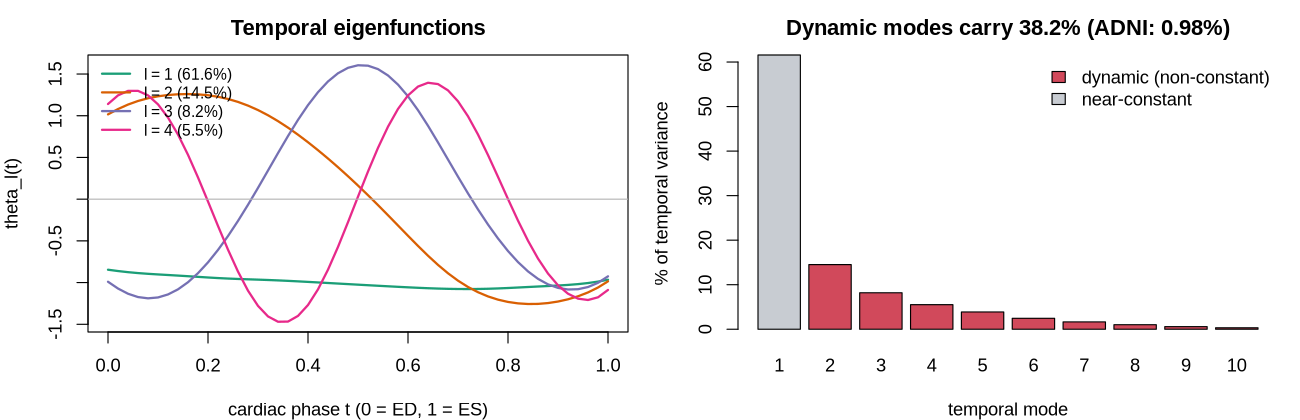 Temporal eigenfunctions
theta_l(t)
1.5
1.0
0.5
-0.5
-1.5
l = 1 (61.6%)
l = 2 (14.5%)
l = 3 (8.2%)
l = 4 (5.5%)
0.0 0.2 0.4 0.6 0.8 1.0
cardiac phase t (0 = ED, 1 = ES)
Dynamic modes carry 38.2% (ADNI: 0.98%)
% of temporal variance
60
50
40
30
20
10
0
dynamic (non-constant)
near-constant
1 2 3 4 5 6 7 8 9 10
temporal mode